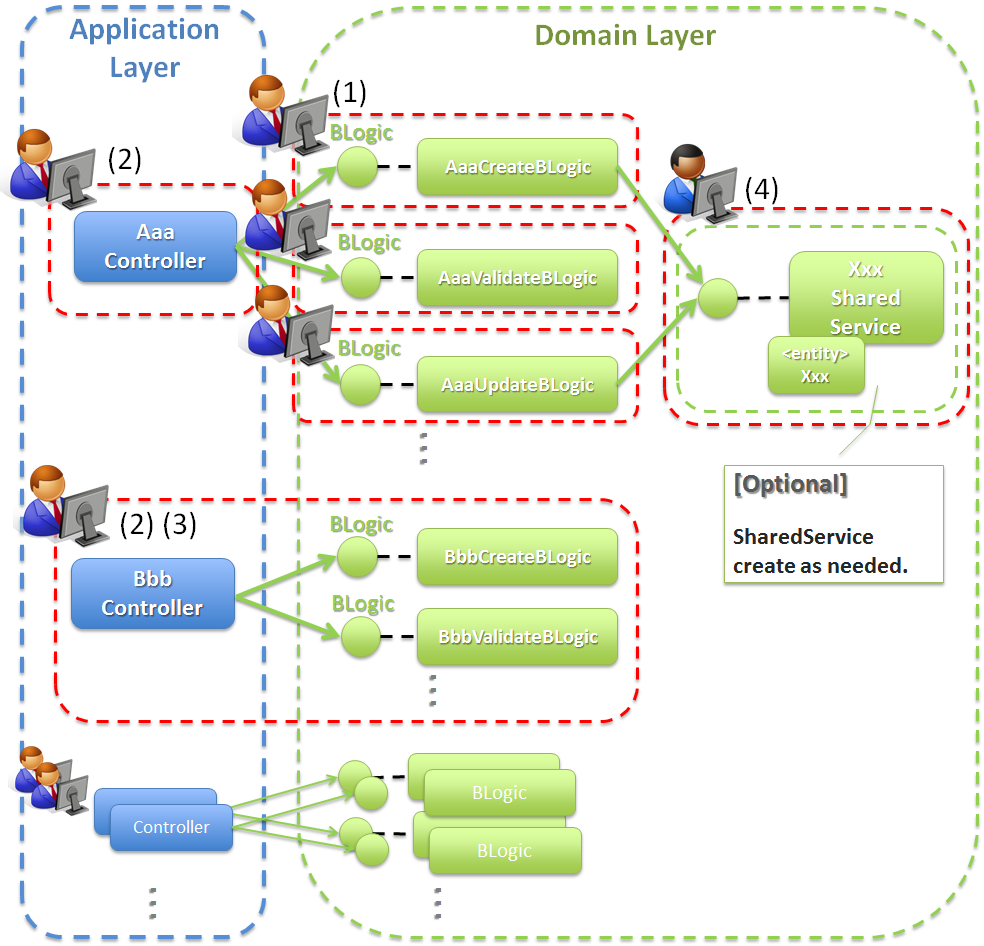 Application
Layer
Domain Layer
(1)
BLogic
AaaCreateBLogic
(2)
(4)
Aaa
Controller
BLogic
AaaValidateBLogic
Xxx
Shared
Service
<entity>
Xxx
BLogic
AaaUpdateBLogic
[Optional]
SharedService
create as needed.
(2) (3)
BLogic
BbbCreateBLogic
Bbb
Controller
BLogic
BbbValidateBLogic
BLogic
Controller
BLogic